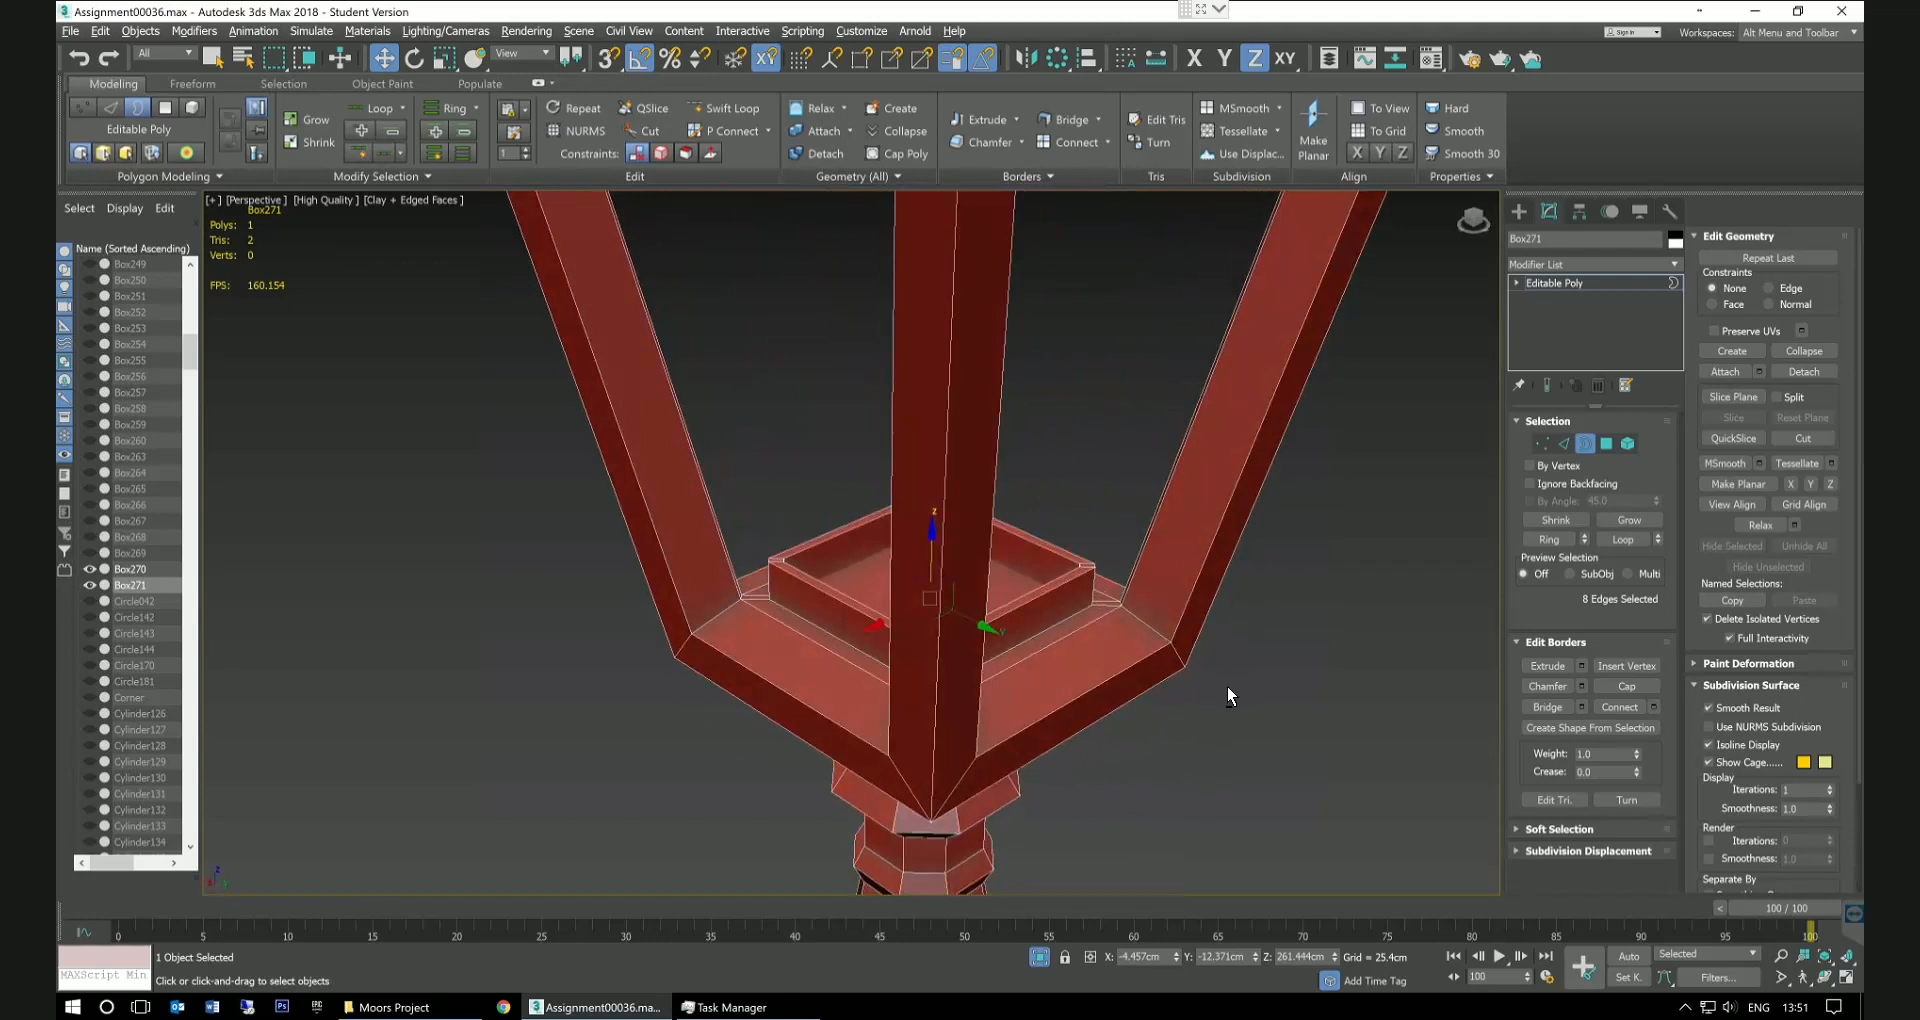 Assignment00036.max - Autodesk 3ds Max 2018 - Student Version
File Edit Objects Modifiers Animation Simulate Materials Lighting/Cameras Rendering Scene Civil View Content Interactive Scripting Customize Arnold Help
Sign In Workspaces: Alt Menu and Toolbar
All View X Y Z XY
Modeling Freeform Selection Object Paint Populate
Loop Ring Repeat QSlice Swift Loop Relax Create MSmooth To View Hard
Grow Extrude Bridge Edit Tris
Editable Poly NURMS Cut P Connect Attach Collapse Tessellate To Grid Smooth
Shrink Chamfer Connect Turn Make Planar
1 Constraints: Detach Cap Poly Use Displac... X Y Z Smooth 30
Polygon Modeling Modify Selection Edit Geometry (All) Borders Tris Subdivision Align Properties
Select Display Edit
[+] [Perspective] [High Quality] [Clay + Edged Faces]
Box271
Polys: 1
Tris: 2
Verts: 0
FPS: 160.154
Name (Sorted Ascending)
Box249
Box250
Box251
Box252
Box253
Box254
Box255
Box256
Box257
Box258
Box259
Box260
Box263
Box264
Box265
Box266
Box267
Box268
Box269
Box270
Box271
Circle042
Circle142
Circle143
Circle144
Circle170
Circle181
Corner
Cylinder126
Cylinder127
Cylinder128
Cylinder129
Cylinder130
Cylinder131
Cylinder132
Cylinder133
Cylinder134
z
Box271
Modifier List
Editable Poly
Selection
By Vertex
Ignore Backfacing
By Angle: 45.0
Shrink Grow
Ring Loop
Preview Selection
Off SubObj Multi
8 Edges Selected
Edit Borders
Extrude Insert Vertex
Chamfer Cap
Bridge Connect
Create Shape From Selection
Weight: 1.0
Crease: 0.0
Edit Tri. Turn
Soft Selection
Subdivision Displacement
Edit Geometry
Repeat Last
Constraints
None Edge
Face Normal
Preserve UVs
Create Collapse
Attach Detach
Slice Plane Split
Slice Reset Plane
QuickSlice Cut
MSmooth Tessellate
Make Planar X Y Z
View Align Grid Align
Relax
Hide Selected Unhide All
Hide Unselected
Named Selections:
Copy Paste
Delete Isolated Vertices
Full Interactivity
Paint Deformation
Subdivision Surface
Smooth Result
Use NURMS Subdivision
Isoline Display
Show Cage......
Display
Iterations: 1
Smoothness: 1.0
Render
Iterations: 0
Smoothness: 1.0
Separate By
< 100 / 100
0 5 10 15 20 25 30 35 40 45 50 55 60 65 70 75 80 85 90 95 100
1 Object Selected
X: -4.457cm Y: -12.371cm Z: 261.444cm Grid = 25.4cm
Auto Selected
MAXScript Min
Click or click-and-drag to select objects
Add Time Tag
100
Set K. Filters...
Moors Project Assignment00036.ma... Task Manager
ENG 13:51